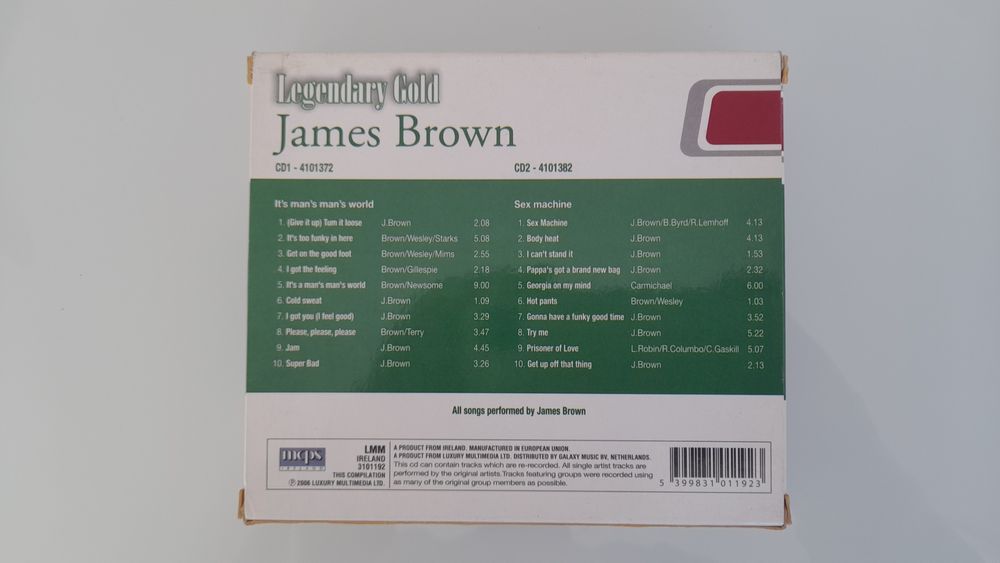 Legendary Gold
James Brown
CD1 - 4101372 CD2 - 4101382
It's man's man's world
1. (Give it up) Turn it loose J.Brown 2.08
2. It's too funky in here Brown/Wesley/Starks 5.08
3. Get on the good foot Brown/Wesley/Mims 2.55
4. I got the feeling Brown/Gillespie 2.18
5. It's a man's man's world Brown/Newsome 9.00
6. Cold sweat J.Brown 1.09
7. I got you (I feel good) J.Brown 3.29
8. Please, please, please Brown/Terry 3.47
9. Jam J.Brown 4.45
10. Super Bad J.Brown 3.26
Sex machine
1. Sex Machine J.Brown/B.Byrd/R.Lemhoff 4.13
2. Body heat J.Brown 4.13
3. I can't stand it J.Brown 1:53
4. Pappa's got a brand new bag J.Brown 2.32
5. Georgia on my mind Carmichael 6.00
6. Hot pants Brown/Wesley 1.03
7. Gonna have a funky good time J.Brown 3.52
8. Try me J.Brown 5:22
9. Prisoner of Love L.Robin/R.Columbo/C.Gaskill 5.07
10. Get up off that thing J.Brown 2.13
All songs performed by James Brown
mcps
IRELAND
LMM
IRELAND
3101192
THIS COMPILATION
℗ 2006 LUXURY MULTIMEDIA LTD.
A PRODUCT FROM IRELAND. MANUFACTURED IN EUROPEAN UNION.
A PRODUCT FROM LUXURY MULTIMEDIA LTD. DISTRIBUTED BY GALAXY MUSIC BV, NETHERLANDS.
This cd can contain tracks which are re-recorded. All single artist tracks are
performed by the original artists.Tracks featuring groups were recorded using
as many of the original group members as possible.
5 399831 011923